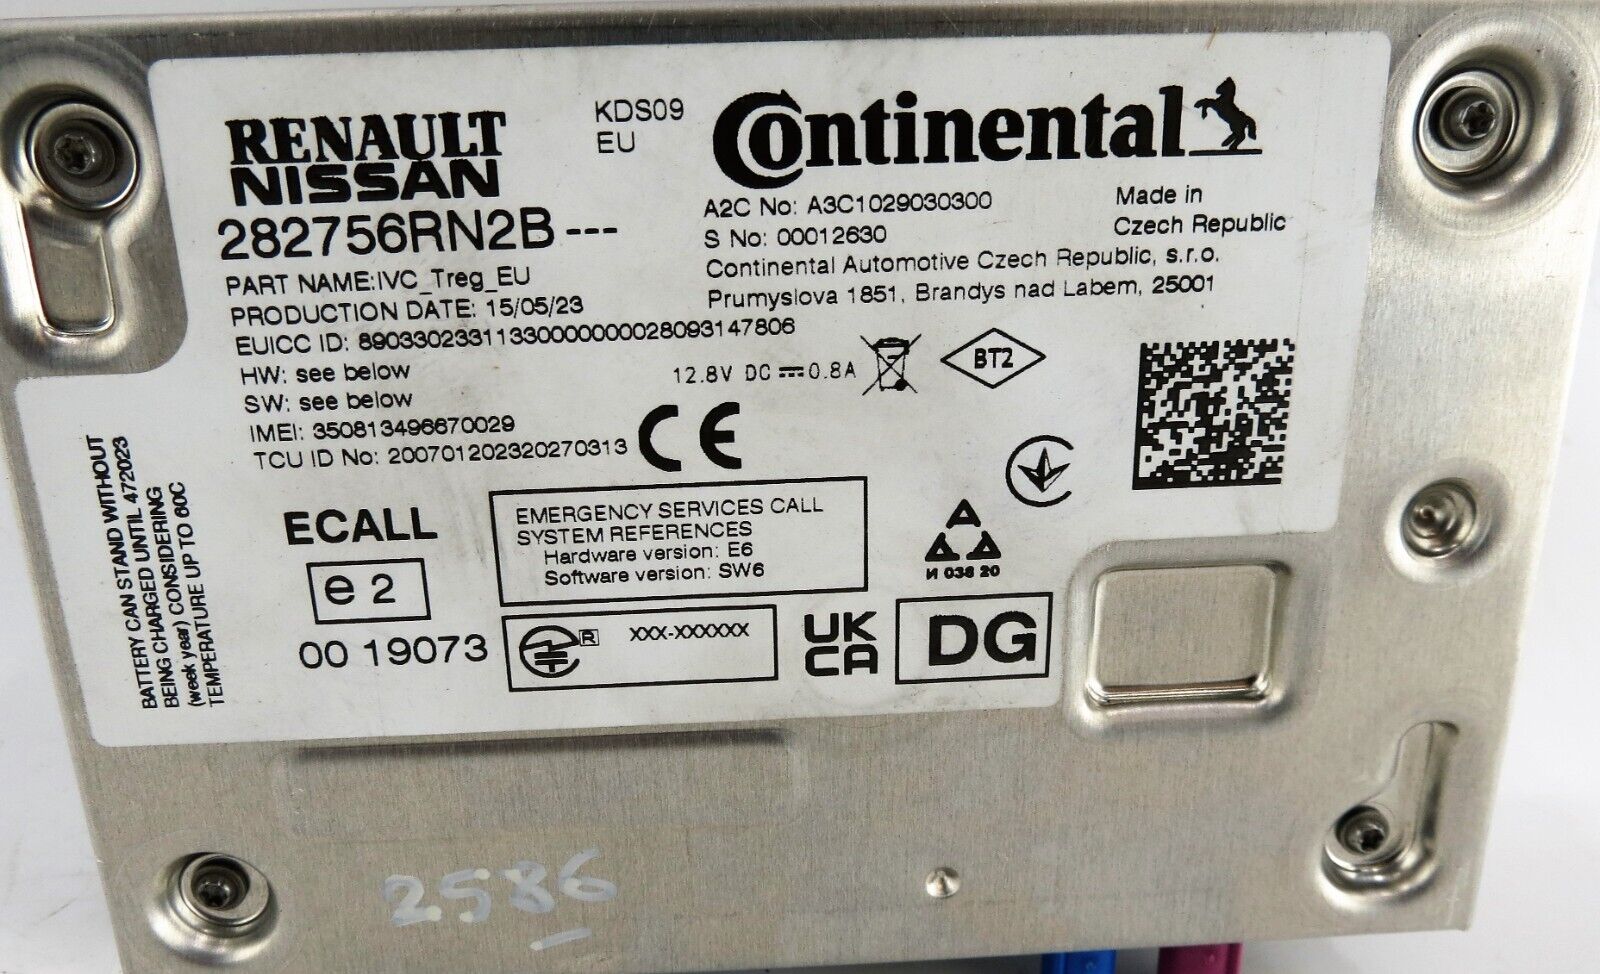 RENAULT
NISSAN
KDS09
EU
Continental
282756RN2B---
A2C No: A3C1029030300
S No: 00012630
Made in
Czech Republic
Continental Automotive Czech Republic, s.r.o.
Prumyslova 1851, Brandys nad Labem, 25001
PART NAME:IVC_Treg_EU
PRODUCTION DATE: 15/05/23
EUICC ID: 89033023311330000000028093147806
HW: see below
SW: see below
IMEI: 350813496670029
TCU ID No: 200701202320270313
12.8V DC 0.8A
BT2
CE
BATTERY CAN STAND WITHOUT
BEING CHARGED UNTIL 472023
(week year) CONSIDERING
TEMPERATURE UP TO 60C
ECALL
e2
00 19073
EMERGENCY SERVICES CALL
SYSTEM REFERENCES
Hardware version: E6
Software version: SW6
R
XXX-XXXXXX
UK
CA
DG
И 038 20
2586